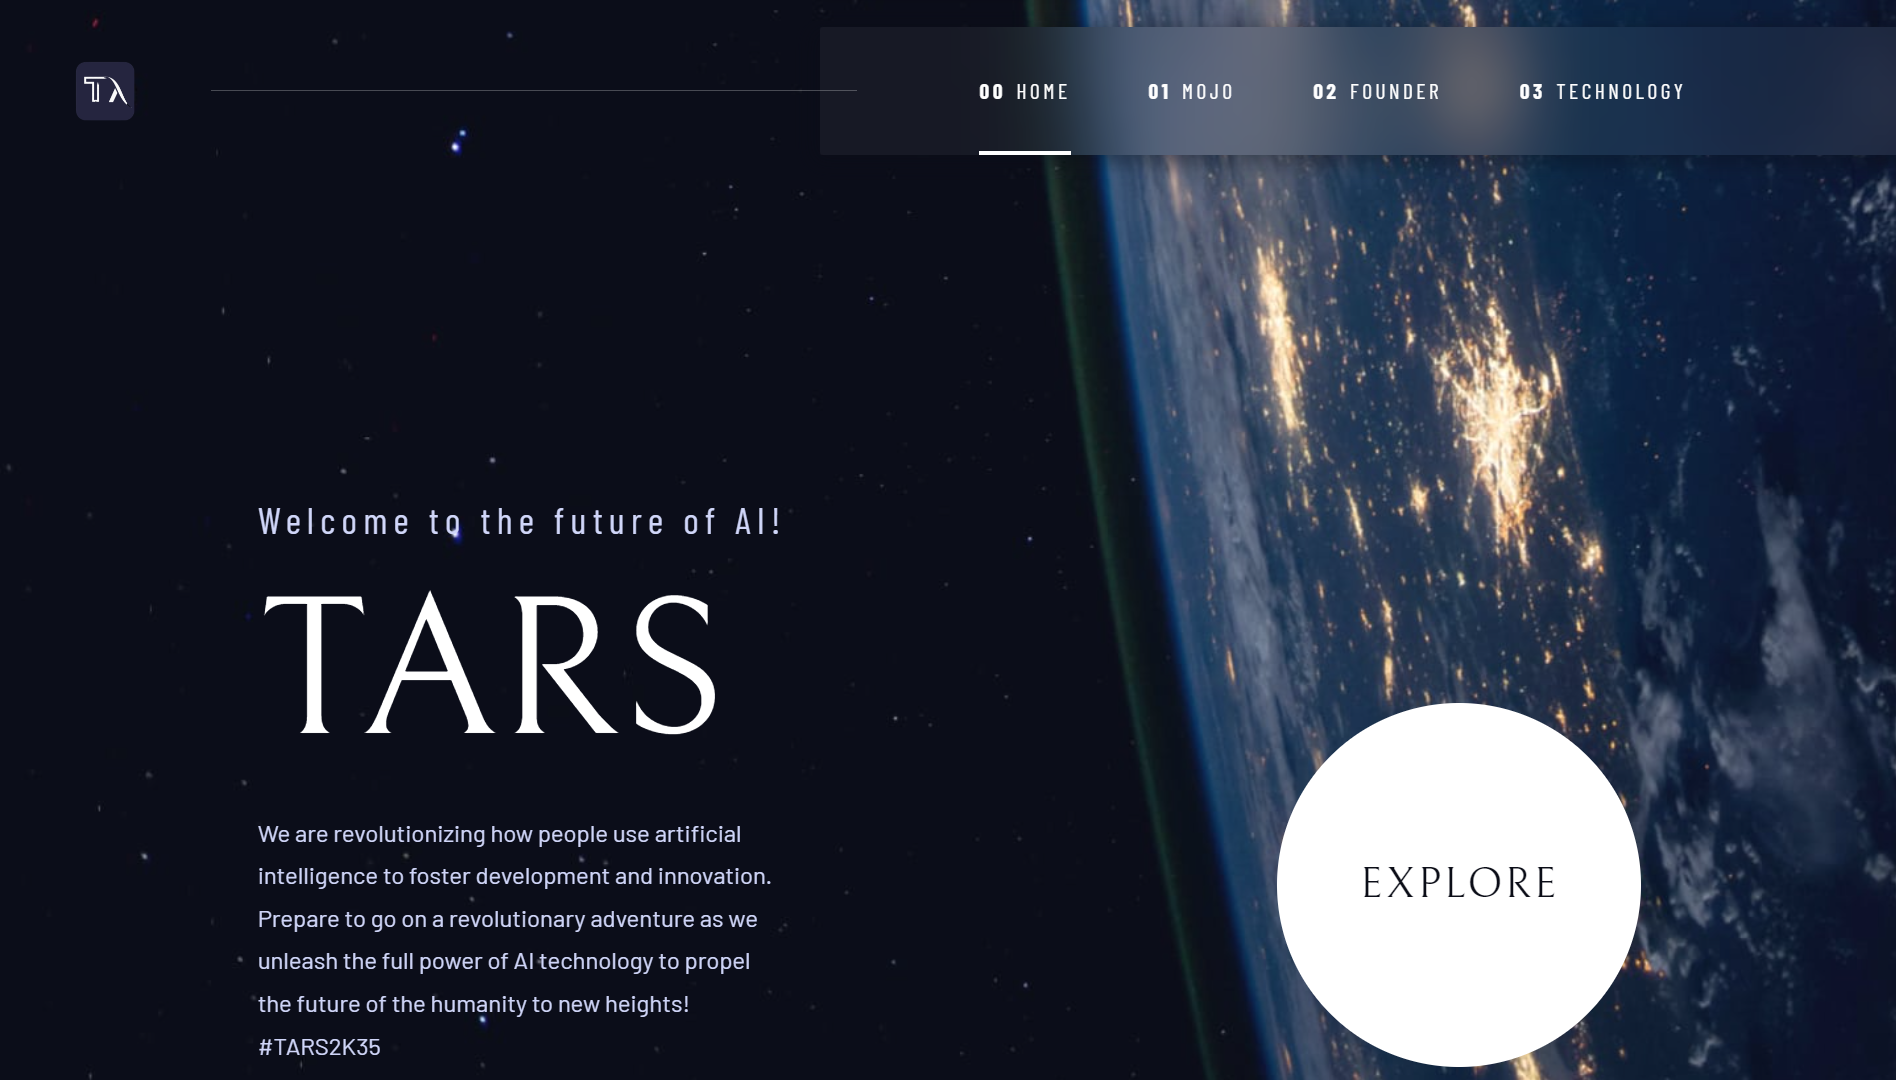 TA
00 HOME 01 MOJO 02 FOUNDER 03 TECHNOLOGY
Welcome to the future of AI!
TARS
We are revolutionizing how people use artificial
intelligence to foster development and innovation.
Prepare to go on a revolutionary adventure as we
unleash the full power of AI technology to propel
the future of the humanity to new heights!
#TARS2K35
EXPLORE